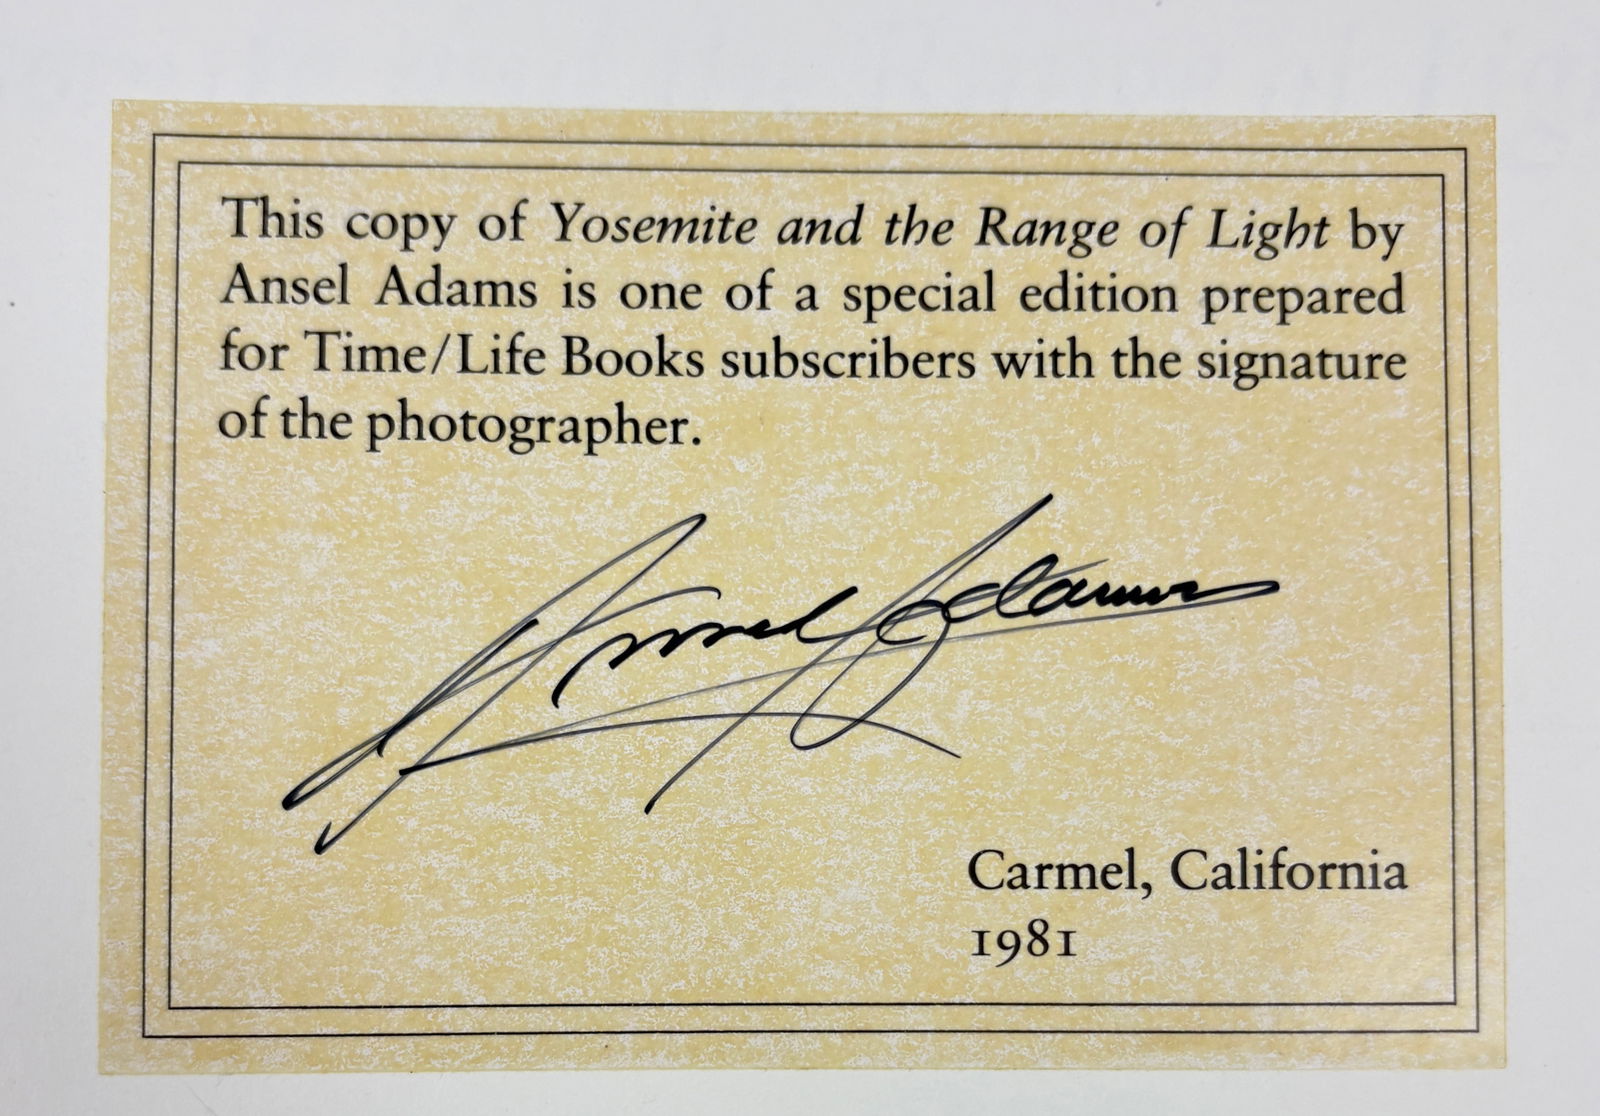 This copy of Yosemite and the Range of Light by
Ansel Adams is one of a special edition prepared
for Time/Life Books subscribers with the signature
of the photographer.
Ansel Adams
Carmel, California
1981